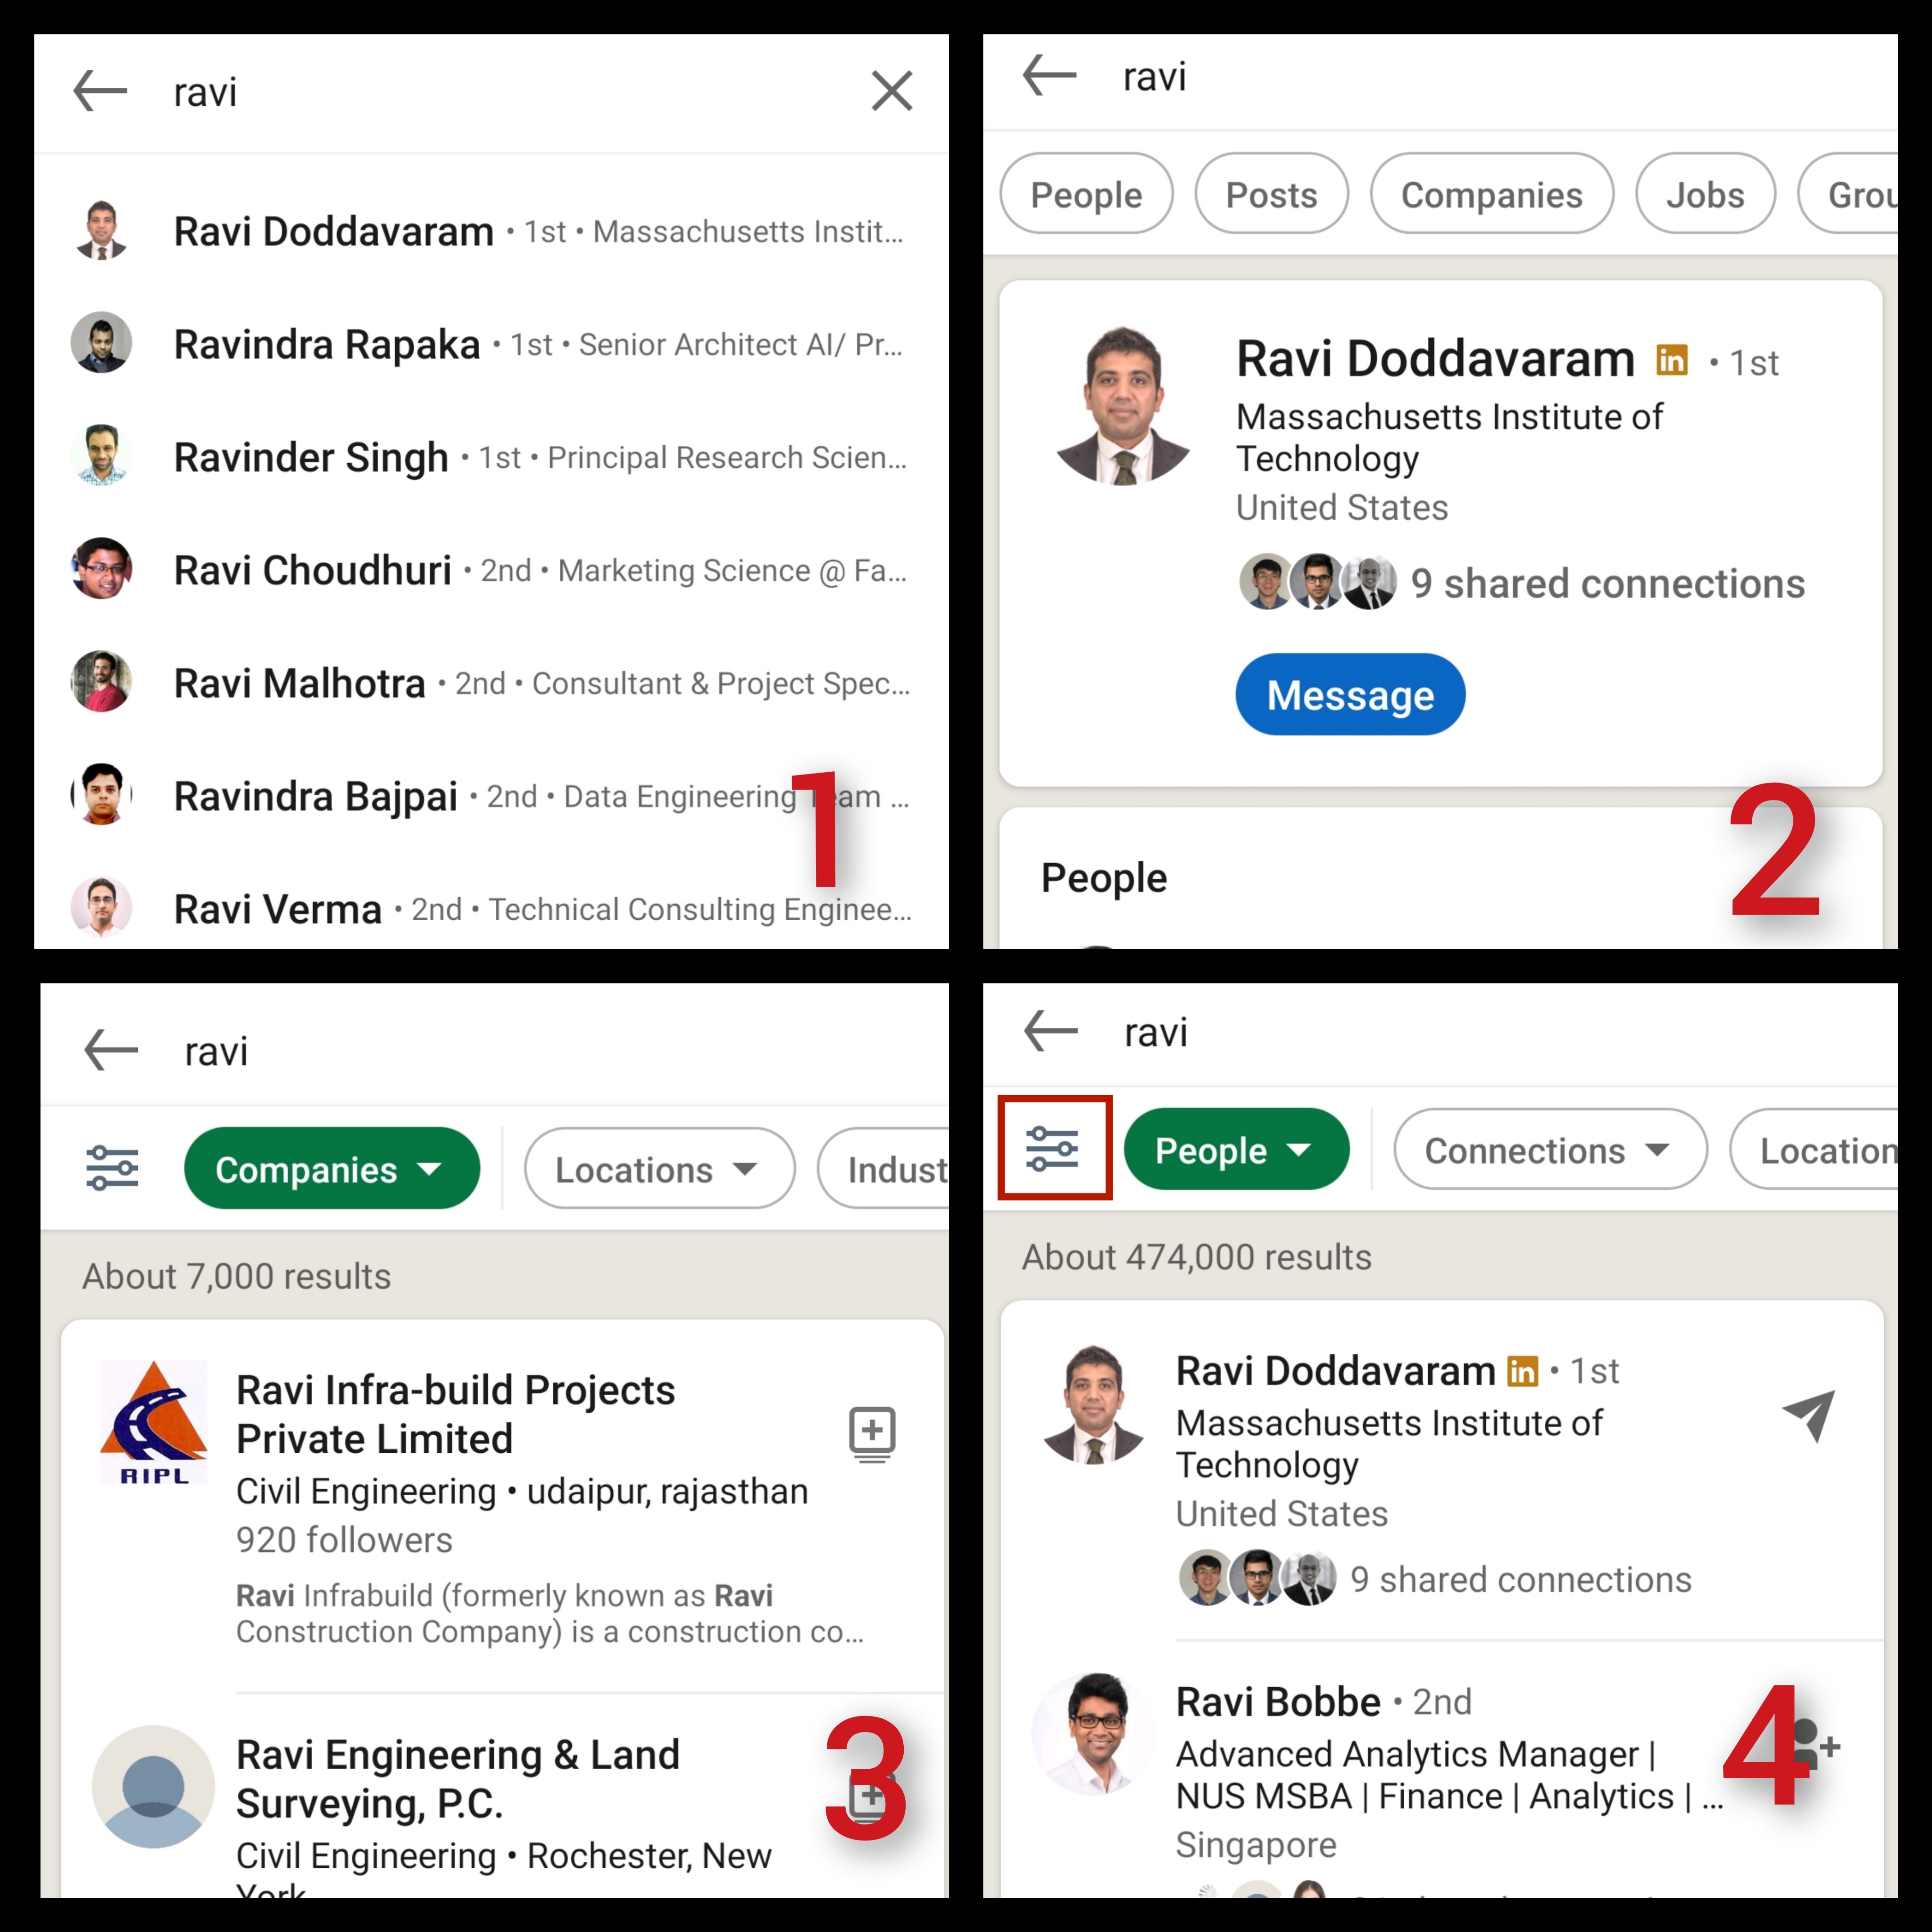 ravi
Ravi Doddavaram • 1st • Massachusetts Instit...
Ravindra Rapaka • 1st • Senior Architect AI/ Pr...
Ravinder Singh • 1st • Principal Research Scien...
Ravi Choudhuri • 2nd • Marketing Science @ Fa...
Ravi Malhotra • 2nd • Consultant & Project Spec...
Ravindra Bajpai • 2nd • Data Engineering Team ...
Ravi Verma • 2nd • Technical Consulting Enginee...
1
ravi
People Posts Companies Jobs Grou
Ravi Doddavaram in • 1st
Massachusetts Institute of
Technology
United States
9 shared connections
Message
People
2
ravi
Companies Locations Indust
About 7,000 results
RIPL
Ravi Infra-build Projects
Private Limited
Civil Engineering • udaipur, rajasthan
920 followers
Ravi Infrabuild (formerly known as Ravi
Construction Company) is a construction co...
Ravi Engineering & Land
Surveying, P.C.
Civil Engineering • Rochester, New
York
3
ravi
People Connections Location
About 474,000 results
Ravi Doddavaram in • 1st
Massachusetts Institute of
Technology
United States
9 shared connections
Ravi Bobbe • 2nd
Advanced Analytics Manager |
NUS MSBA | Finance | Analytics | ...
Singapore
4